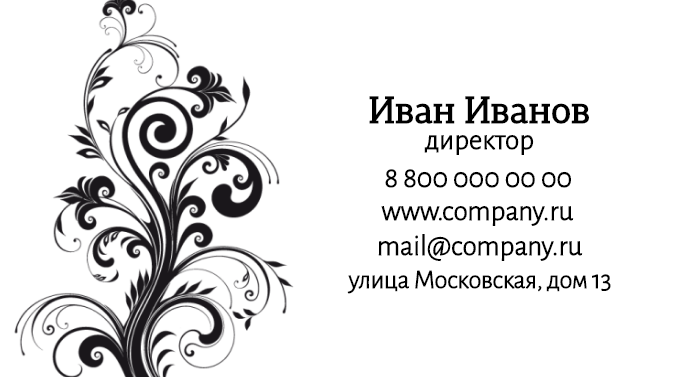 Иван Иванов
директор
8 800 000 00 00
www.company.ru
mail@company.ru
улица Московская, дом 13